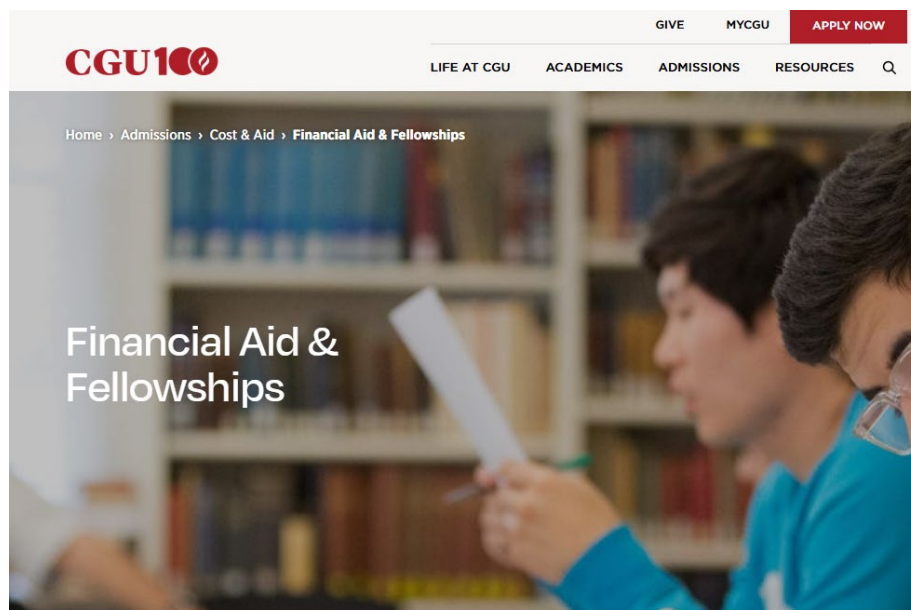 GIVE MYCGU APPLY NOW
CGU100
LIFE AT CGU ACADEMICS ADMISSIONS RESOURCES
Home › Admissions › Cost & Aid › Financial Aid & Fellowships
Financial Aid &
Fellowships